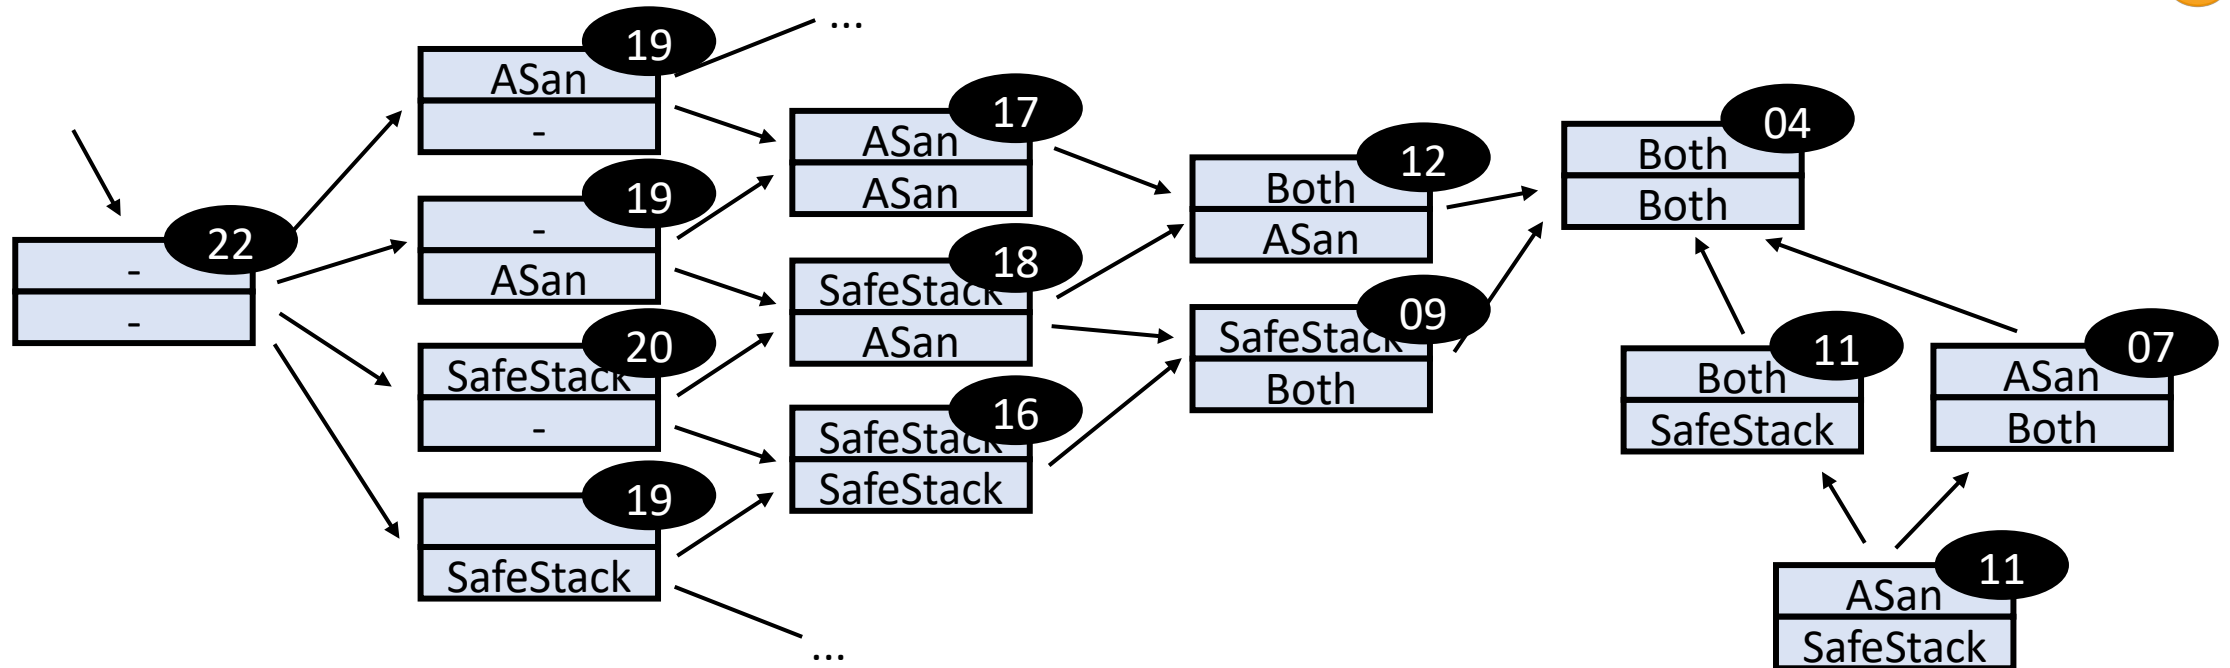 ...
19
ASan
-
17
ASan
ASan
04
Both
Both
12
Both
ASan
19
-
ASan
22
-
-
18
SafeStack
ASan
09
SafeStack
Both
20
SafeStack
-
11
Both
SafeStack
07
ASan
Both
16
SafeStack
SafeStack
19
SafeStack
11
ASan
SafeStack
...